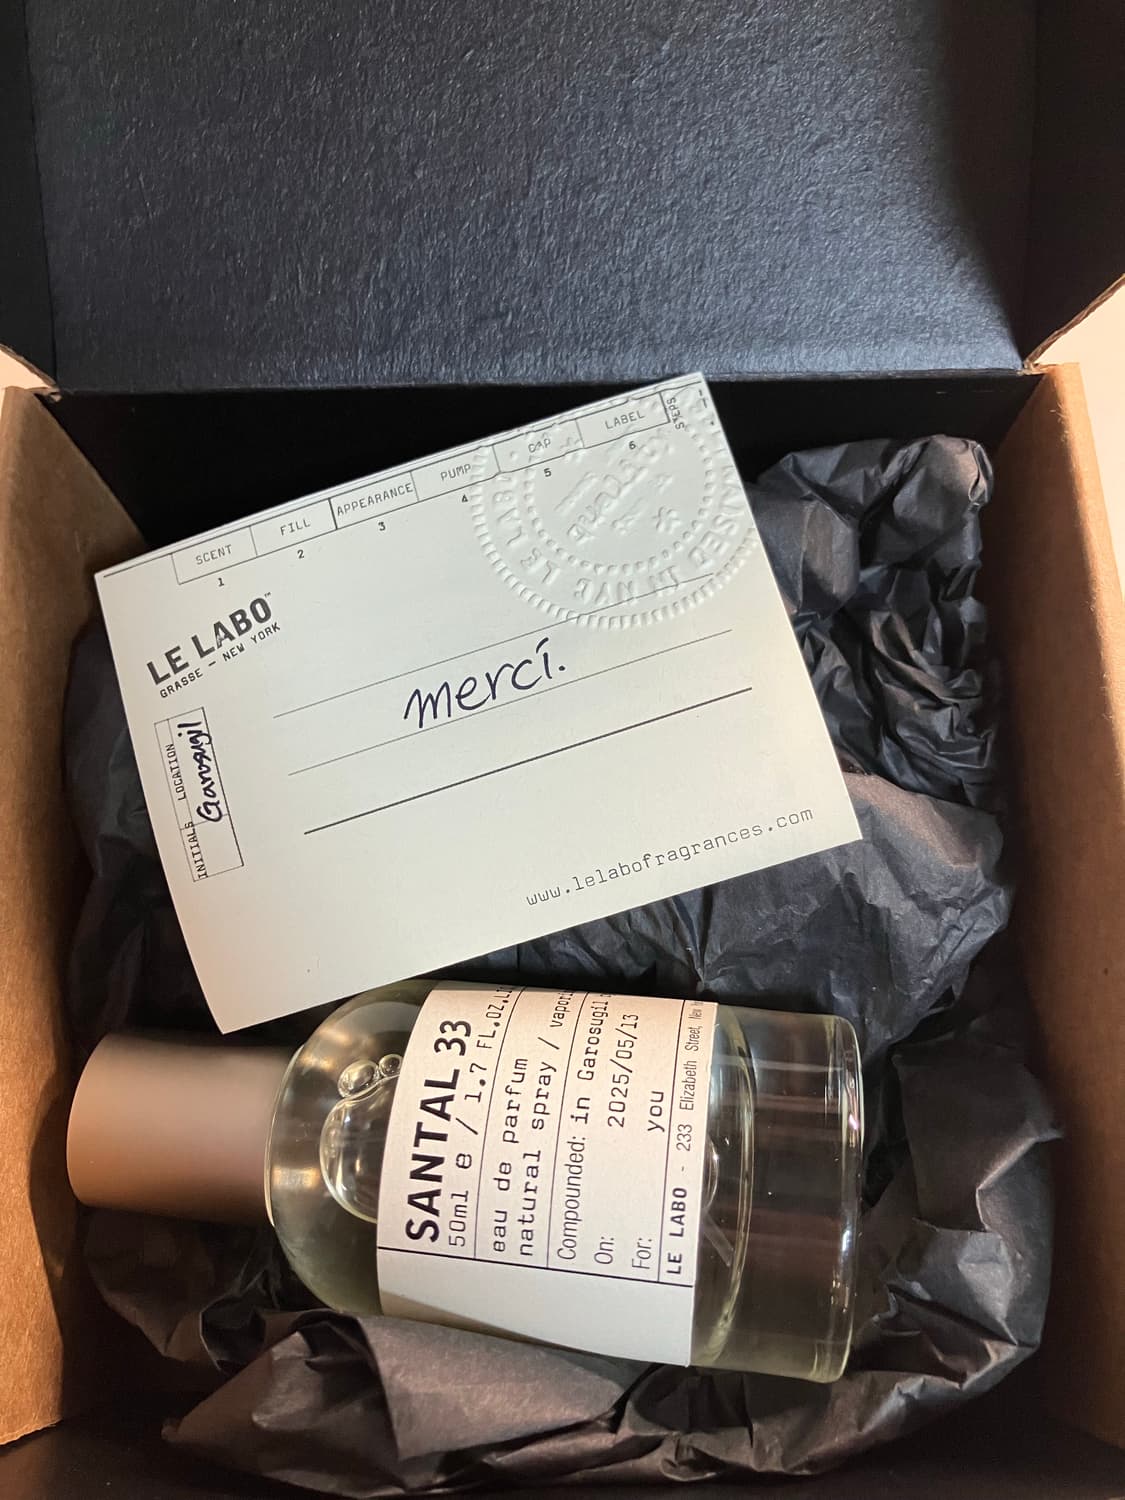 SCENT FILL APPEARANCE PUMP CAP LABEL STEPS
1 2 3 4 5 6
LE LABO™
GRASSE – NEW YORK
merci.
INITIALS LOCATION
Garosugil
www.lelabofragrances.com
SANTAL 33
50ml e / 1.7 FL.OZ.LIQ
eau de parfum
natural spray /
Compounded: in Garosugil
On: 2025/05/13
For: you
LE LABO - 233 Elizabeth Street, New